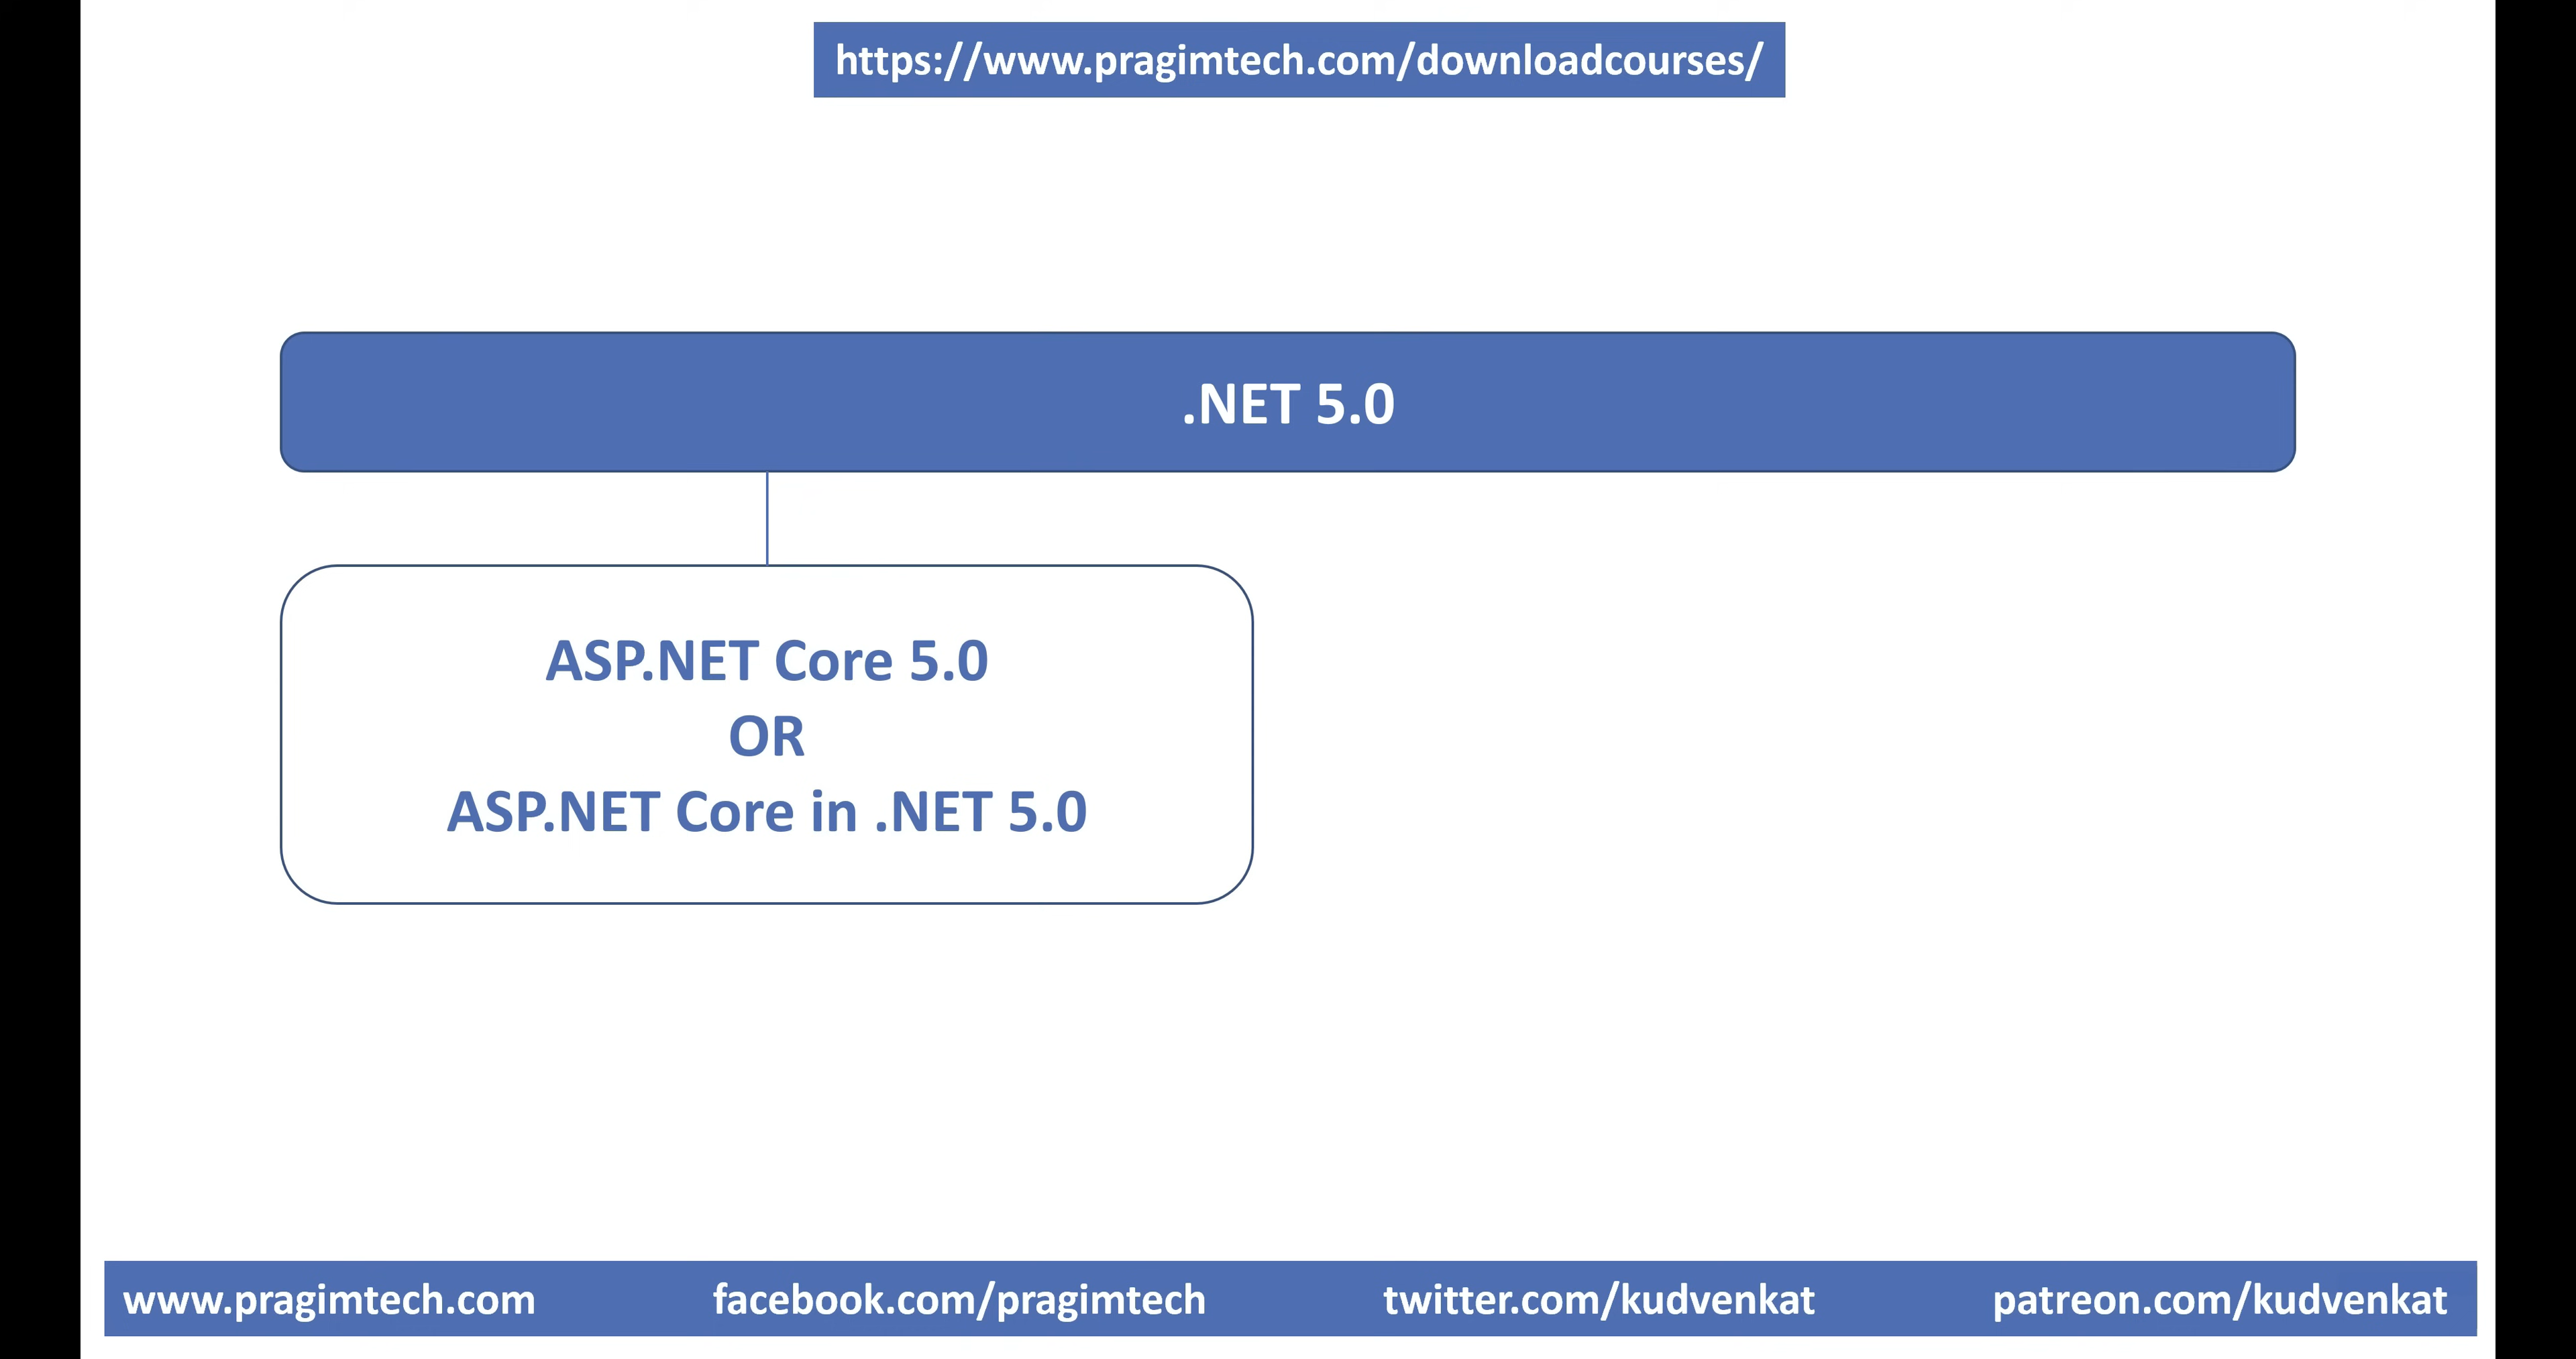 https://www.pragimtech.com/downloadcourses/
.NET 5.0
ASP.NET Core 5.0
OR
ASP.NET Core in .NET 5.0
www.pragimtech.com facebook.com/pragimtech twitter.com/kudvenkat patreon.com/kudvenkat